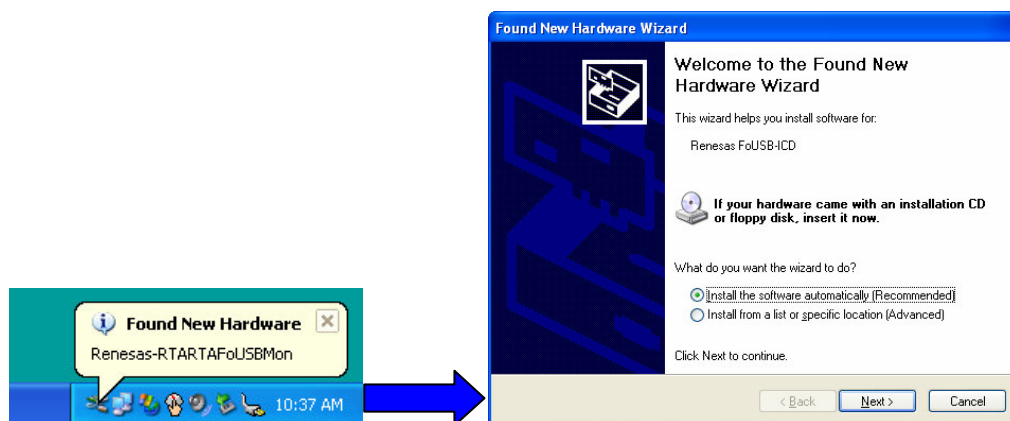 Found New Hardware
Renesas-RTARTAFoUSBMon
10:37 AM
Found New Hardware Wizard
Welcome to the Found New
Hardware Wizard
This wizard helps you install software for:
Renesas FoUSB-ICD
If your hardware came with an installation CD
or floppy disk, insert it now.
What do you want the wizard to do?
Install the software automatically (Recommended)
Install from a list or specific location (Advanced)
Click Next to continue.
< Back
Next >
Cancel